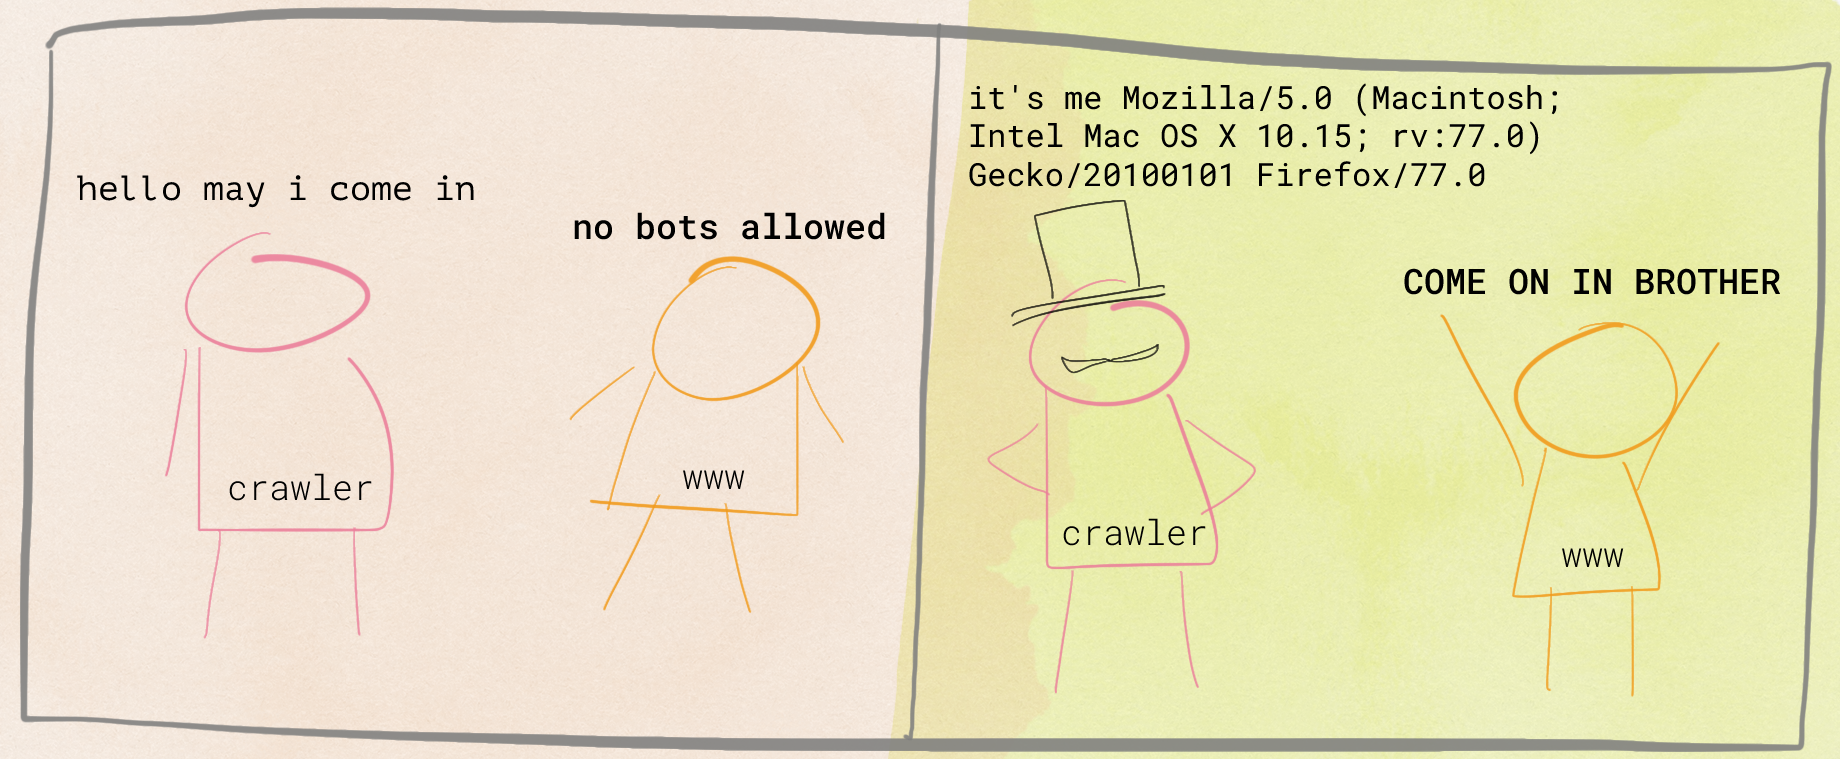 hello may i come in
no bots allowed
crawler
www
it's me Mozilla/5.0 (Macintosh;
Intel Mac OS X 10.15; rv:77.0)
Gecko/20100101 Firefox/77.0
COME ON IN BROTHER
crawler
www